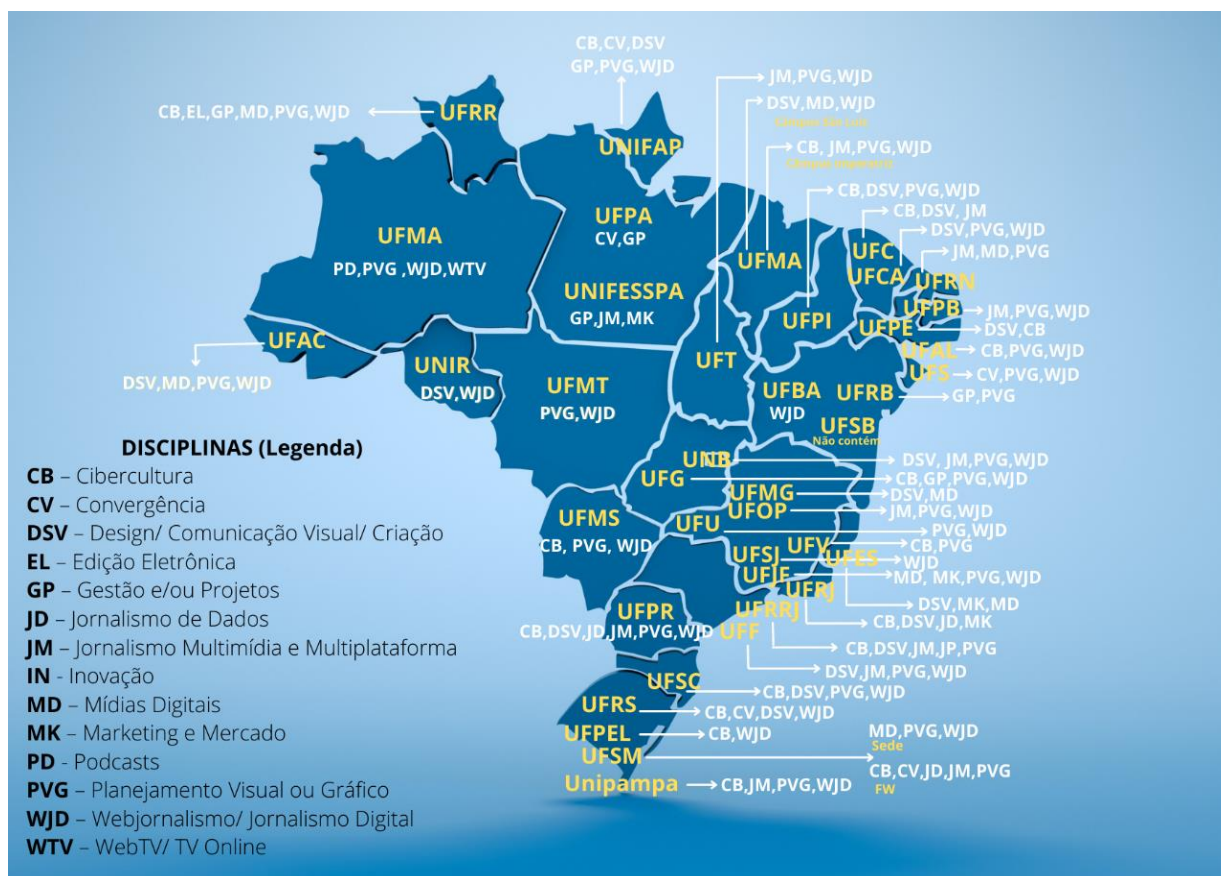 CB,CV,DSV
GP,PVG,WJD
CB,EL,GP,MD,PVG,WJD
UFRR
UNIFAP
JM,PVG,WJD
DSV,MD,WJD
CB, JM,PVG,WJD
CB,DSV,PVG,WJD
CB,DSV, JM
DSV,PVG,WJD
JM,MD,PVG
UFPA
CV,GP
UFMA
PD,PVG ,WJD,WTV
UNIFESSPA
GP,JM,MK
UFMA
UFC
UFCA
UFRN
UFPI
UFPB
JM,PVG,WJD
UFPE
DSV,CB
UFAL
CB,PVG,WJD
UFS
CV,PVG,WJD
UFAC
DSV,MD,PVG,WJD
UNIR
DSV,WJD
UFMT
PVG,WJD
UFT
UFBA
WJD
UFRB
GP,PVG
UFSB
Não contém
UNB
DSV, JM,PVG,WJD
UFG
CB,GP,PVG,WJD
UFMG
DSV,MD
UFOP
JM,PVG,WJD
UFU
PVG,WJD
UFMS
CB, PVG, WJD
UFV
CB,PVG
UFSJ
WJD
UFES
UFJF
MD, MK,PVG,WJD
UFRJ
DSV,MK,MD
UFRRJ
CB,DSV,JD,MK
UFPR
CB,DSV,JD,JM,PVG,WJD
UFF
CB,DSV,JM,JP,PVG
DSV,JM,PVG,WJD
UFSC
CB,DSV,PVG,WJD
UFRS
CB,CV,DSV,WJD
UFPEL
CB,WJD
UFSM
MD,PVG,WJD
Sede
CB,CV,JD,JM,PVG
FW
Unipampa
CB,JM,PVG,WJD
DISCIPLINAS (Legenda)
CB – Cibercultura
CV – Convergência
DSV – Design/ Comunicação Visual/ Criação
EL – Edição Eletrônica
GP – Gestão e/ou Projetos
JD – Jornalismo de Dados
JM – Jornalismo Multimídia e Multiplataforma
IN - Inovação
MD – Mídias Digitais
MK – Marketing e Mercado
PD - Podcasts
PVG – Planejamento Visual ou Gráfico
WJD – Webjornalismo/ Jornalismo Digital
WTV – WebTV/ TV Online